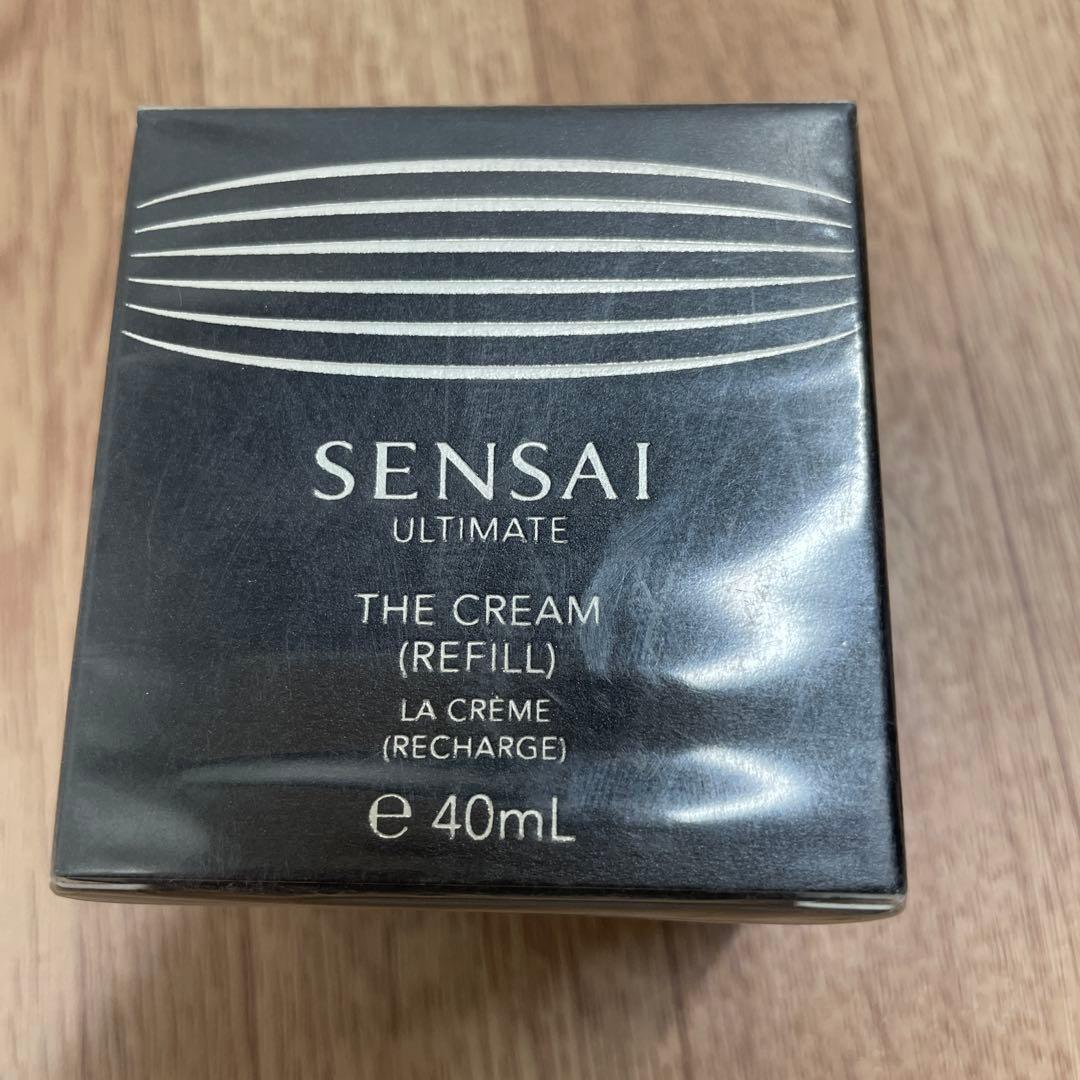 SENSAI
ULTIMATE
THE CREAM
(REFILL)
LA CRÈME
(RECHARGE)
℮ 40mL